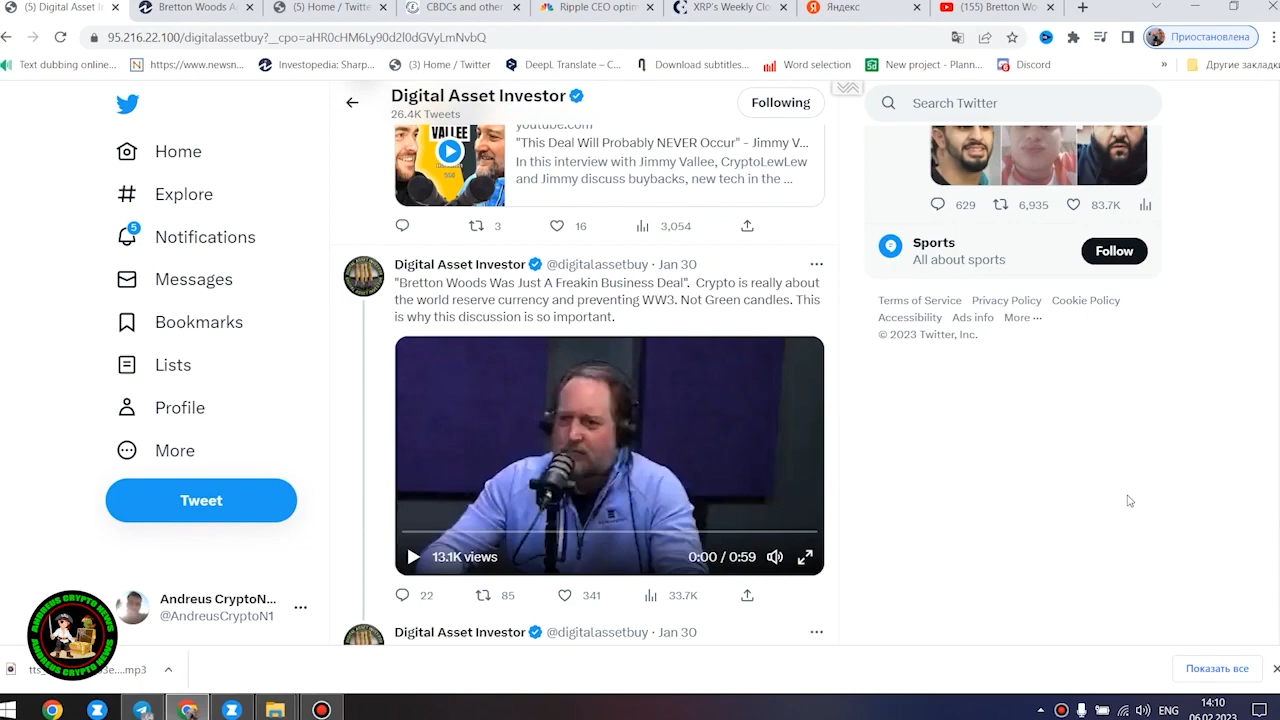 (5) Digital Asset I
Bretton Woods A
(5) Home / Twitte
CBDCs and other
Ripple CEO optim
XRP's Weekly Clo
Яндекс
(155) Bretton Wo
95.216.22.100/digitalassetbuy?__cpo=aHR0cHM6Ly90d2l0dGVyLmNvbQ
Приостановлена
Text dubbing online...
https://www.newsn...
Investopedia: Sharp...
(3) Home / Twitter
DeepL Translate – C...
Download subtitles...
Word selection
New project - Plann...
Discord
»
Другие закладки
Digital Asset Investor
26.4K Tweets
Following
Search Twitter
Home
Explore
5
Notifications
Messages
Bookmarks
Lists
Profile
More
Tweet
Andreus CryptoN...
@AndreusCryptoN1
VALLEE
youtube.com
"This Deal Will Probably NEVER Occur" - Jimmy V...
In this interview with Jimmy Vallee, CryptoLewLew
and Jimmy discuss buybacks, new tech in the ...
3
16
3,054
Digital Asset Investor @digitalassetbuy · Jan 30
"Bretton Woods Was Just A Freakin Business Deal".  Crypto is really about
the world reserve currency and preventing WW3. Not Green candles. This
is why this discussion is so important.
13.1K views
0:00 / 0:59
22
85
341
33.7K
Digital Asset Investor @digitalassetbuy · Jan 30
629
6,935
83.7K
Sports
All about sports
Follow
Terms of Service Privacy Policy Cookie Policy
Accessibility Ads info More ···
© 2023 Twitter, Inc.
ANDREUS CRYPTO NEWS
ANDREUS CRYPTO NEWS
Показать все
ENG
14:10
06.02.2023